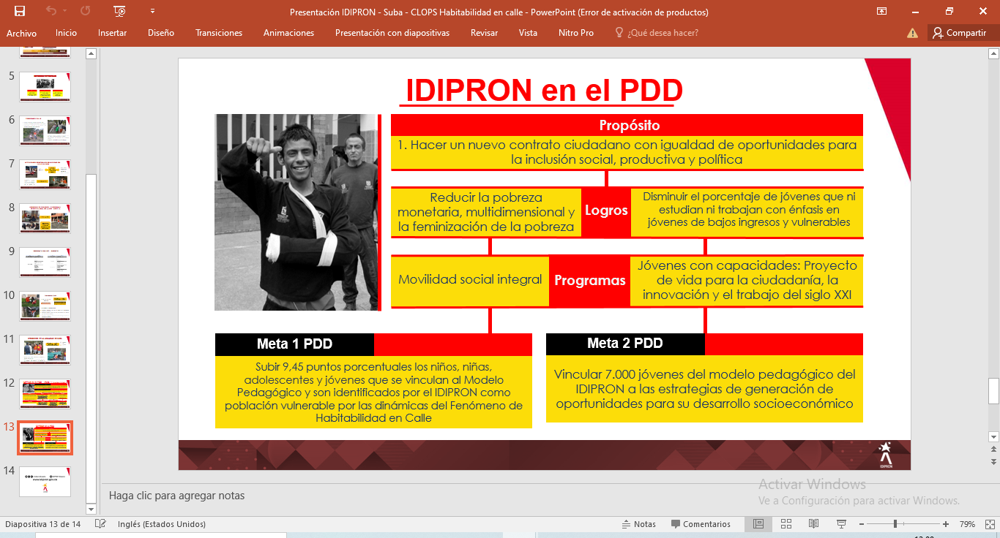 Presentación IDIPRON - Suba - CLOPS Habitabilidad en calle - PowerPoint (Error de activación de productos)
Archivo
Inicio
Insertar
Diseño
Transiciones
Animaciones
Presentación con diapositivas
Revisar
Vista
Nitro Pro
¿Qué desea hacer?
Compartir
5
6
7
8
9
10
11
12
13
14
IDIPRON en el PDD
Propósito
1. Hacer un nuevo contrato ciudadano con igualdad de oportunidades para
la inclusión social, productiva y política
Reducir la pobreza
monetaria, multidimensional y
la feminización de la pobreza
Logros
Disminuir el porcentaje de jóvenes que ni
estudian ni trabajan con énfasis en
jóvenes de bajos ingresos y vulnerables
Movilidad social integral
Programas
Jóvenes con capacidades: Proyecto
de vida para la ciudadanía, la
innovación y el trabajo del siglo XXI
Meta 1 PDD
Subir 9,45 puntos porcentuales los niños, niñas,
adolescentes y jóvenes que se vinculan al Modelo
Pedagógico y son identificados por el IDIPRON como
población vulnerable por las dinámicas del Fenómeno de
Habitabilidad en Calle
Meta 2 PDD
Vincular 7.000 jóvenes del modelo pedagógico del
IDIPRON a las estrategias de generación de
oportunidades para su desarrollo socioeconómico
IDIPRON
Activar Windows
Ve a Configuración para activar Windows.
Haga clic para agregar notas
Diapositiva 13 de 14
Inglés (Estados Unidos)
Notas
Comentarios
79%